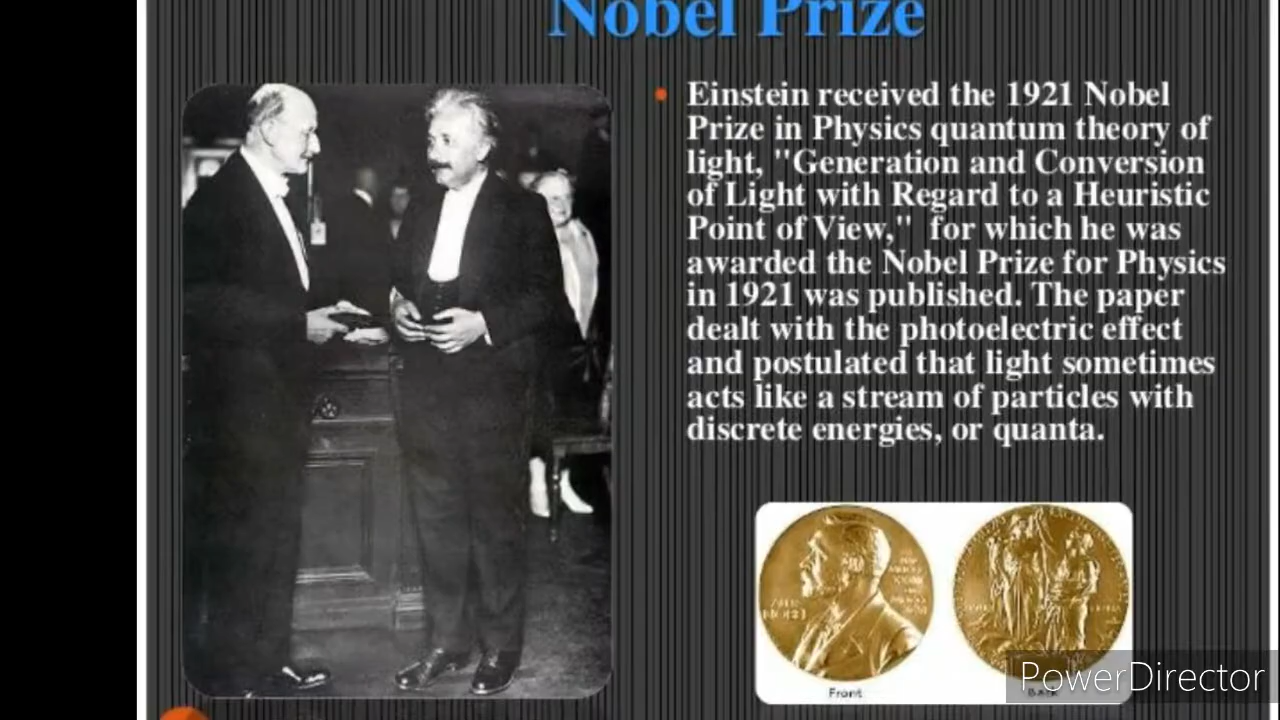 Nobel Prize
Einstein received the 1921 Nobel
Prize in Physics quantum theory of
light, "Generation and Conversion
of Light with Regard to a Heuristic
Point of View,"  for which he was
awarded the Nobel Prize for Physics
in 1921 was published. The paper
dealt with the photoelectric effect
and postulated that light sometimes
acts like a stream of particles with
discrete energies, or quanta.
Front
Back
PowerDirector